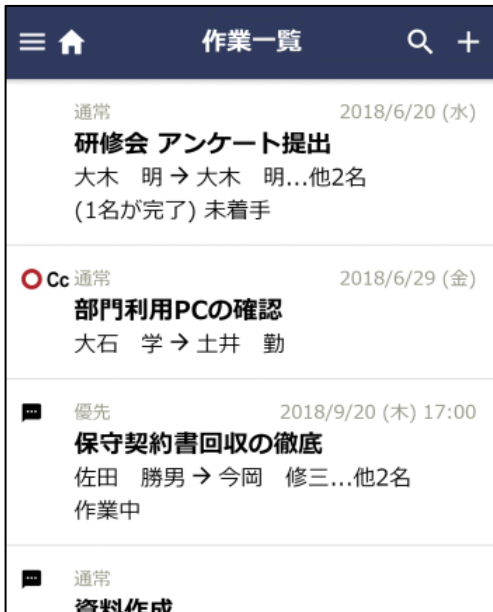 作業一覧
通常 2018/6/20 (水)
研修会 アンケート提出
大木 明 → 大木 明...他2名
(1名が完了) 未着手
Cc 通常 2018/6/29 (金)
部門利用PCの確認
大石 学 → 土井 勤
優先 2018/9/20 (木) 17:00
保守契約書回収の徹底
佐田 勝男 → 今岡 修三...他2名
作業中
通常
資料作成